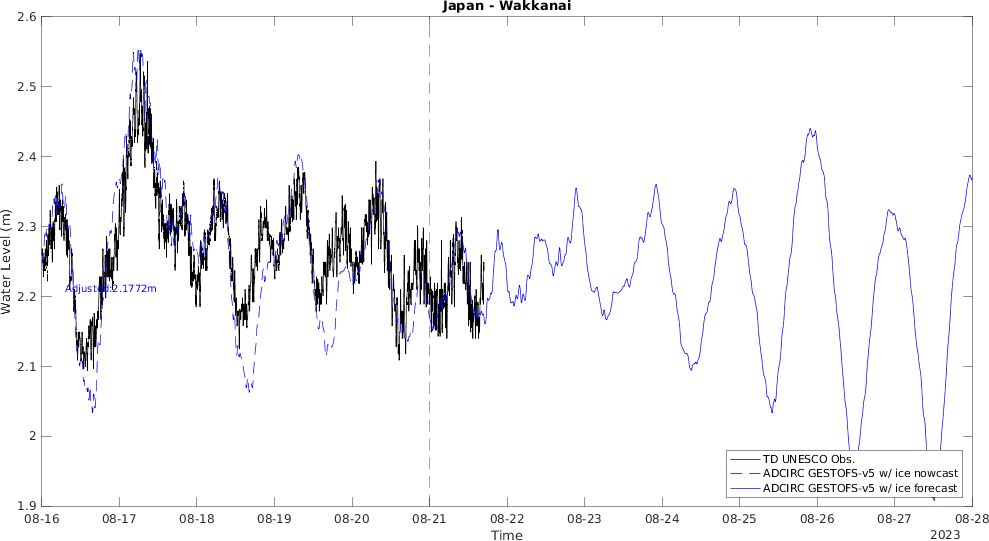 Japan - Wakkanai
2.6
2.5
2.4
2.3
2.2
2.1
2
1.9
Water Level (m)
Adjusted:2.1772m
TD UNESCO Obs.
ADCIRC GESTOFS-v5 w/ ice nowcast
ADCIRC GESTOFS-v5 w/ ice forecast
08-16 08-17 08-18 08-19 08-20 08-21 08-22 08-23 08-24 08-25 08-26 08-27 08-28
Time
2023